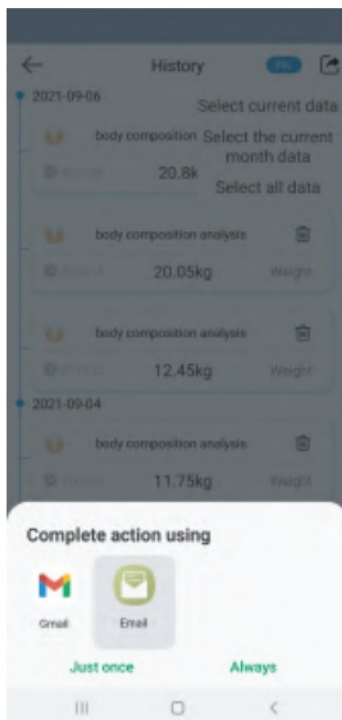 History
2021-09-06
Select current data
body composition
Select the current
month data
20.8k
Select all data
body composition analysis
20.05kg Weight
body composition analysis
12.45kg Weight
2021-09-04
body composition analysis
11.75kg Weight
Complete action using
Gmail Email
Just once Always